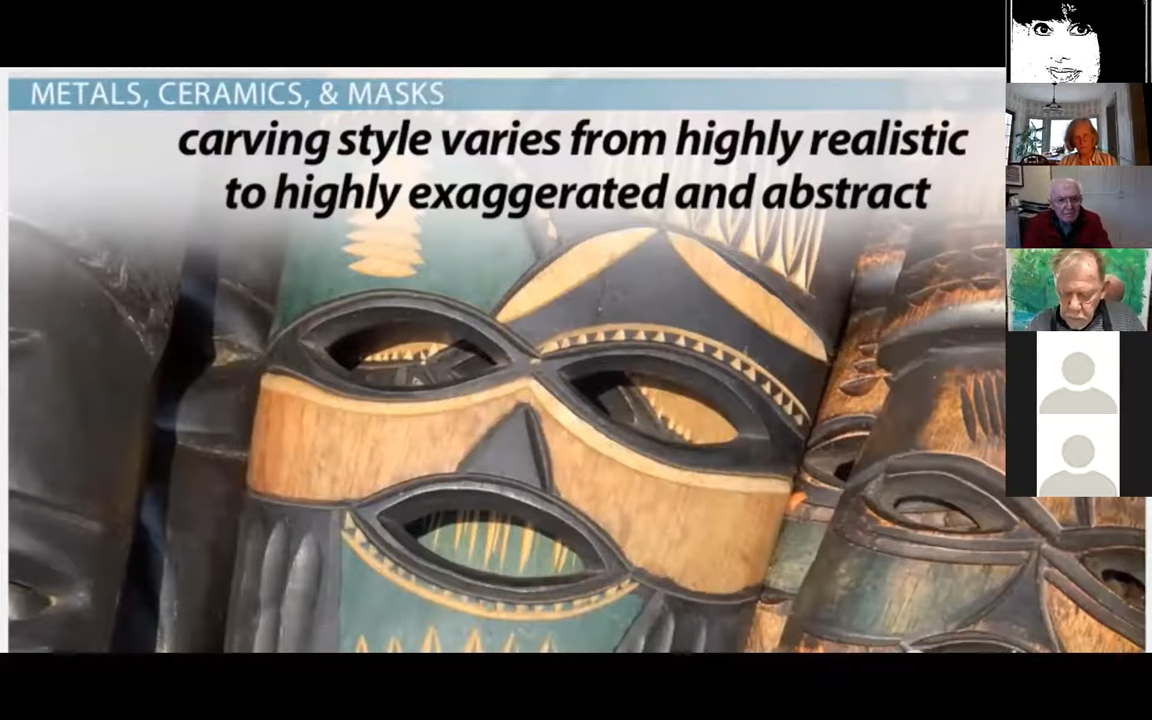 METALS, CERAMICS, & MASKS
carving style varies from highly realistic
to highly exaggerated and abstract